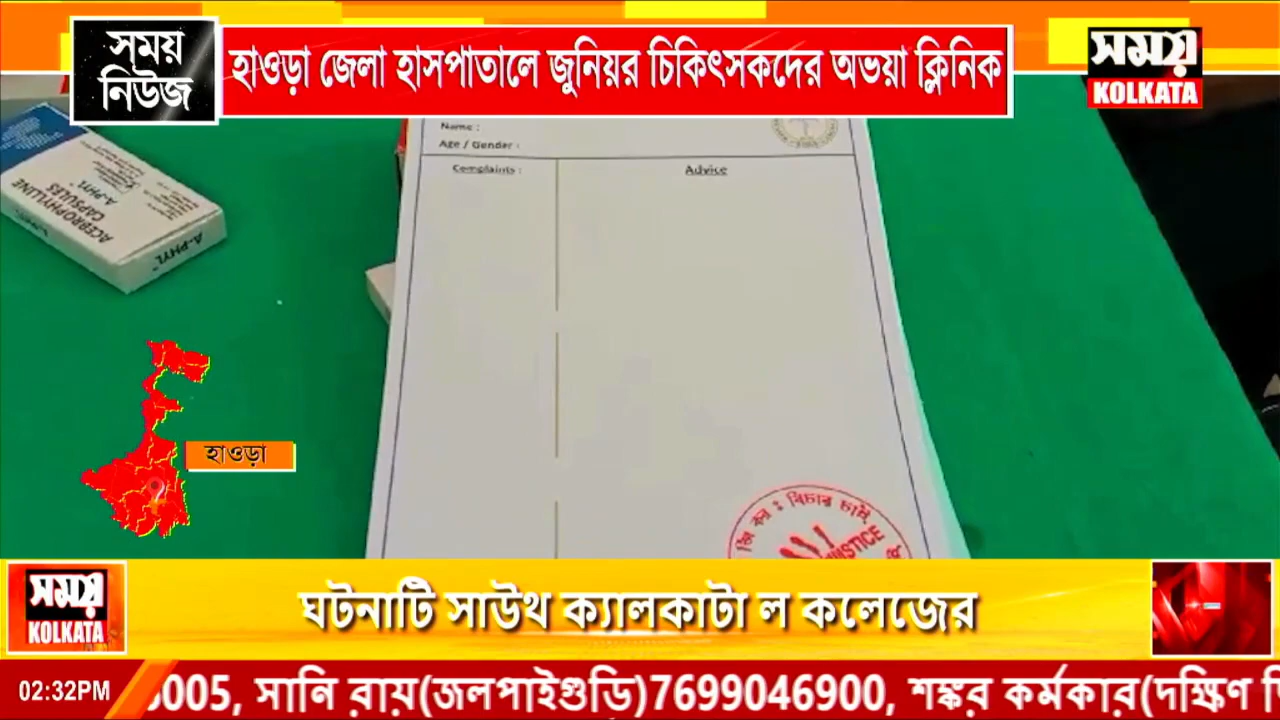 সময়
নিউজ
হাওড়া জেলা হাসপাতালে জুনিয়র চিকিৎসকদের অভয়া ক্লিনিক
সময়
KOLKATA
Name :
Age / Gender :
Complaints :
Advice
ACEBROPHYLLINE
CAPSULES
A-PHYL
A-PHYL
হাওড়া
জি কর : বিচার চাই
JUSTICE
সময়
KOLKATA
ঘটনাটি সাউথ ক্যালকাটা ল কলেজের
02:32PM
005, সানি রায়(জলপাইগুড়ি)7699046900, শঙ্কর কর্মকার(দক্ষিণ